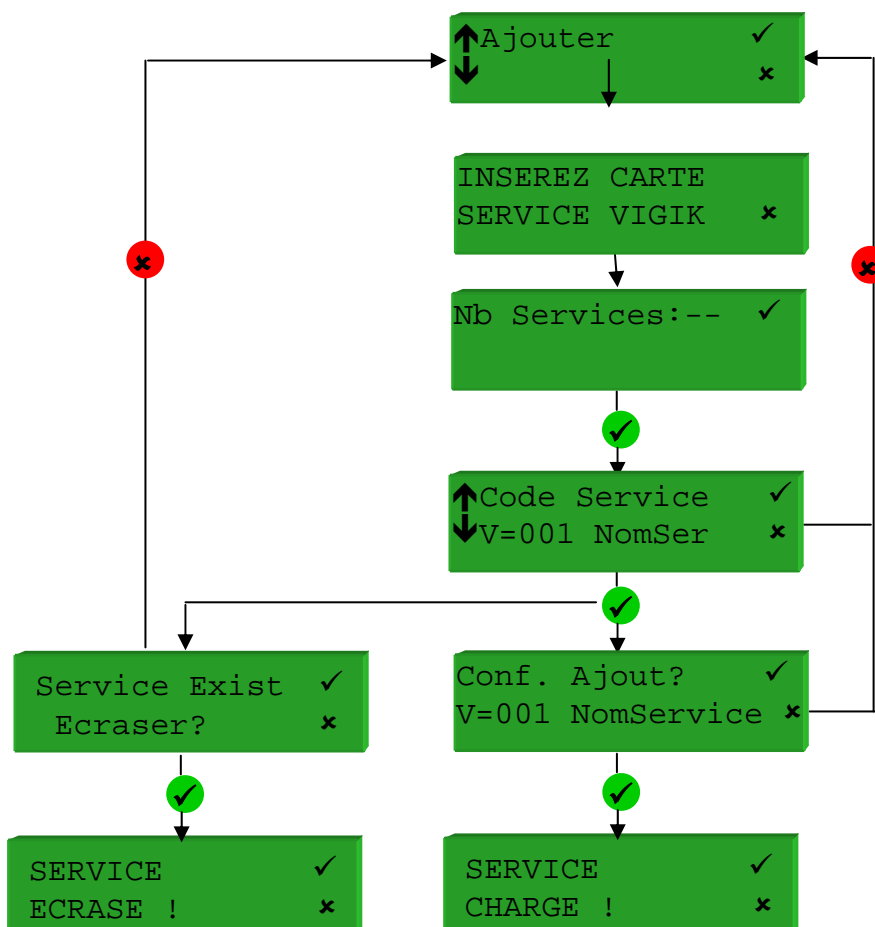 Ajouter ✓
✘
INSEREZ CARTE
SERVICE VIGIK ✘
Nb Services:-- ✓
Code Service ✓
V=001 NomSer ✘
Service Exist ✓
Ecraser? ✘
Conf. Ajout? ✓
V=001 NomService ✘
SERVICE ✓
ECRASE ! ✘
SERVICE ✓
CHARGE ! ✘